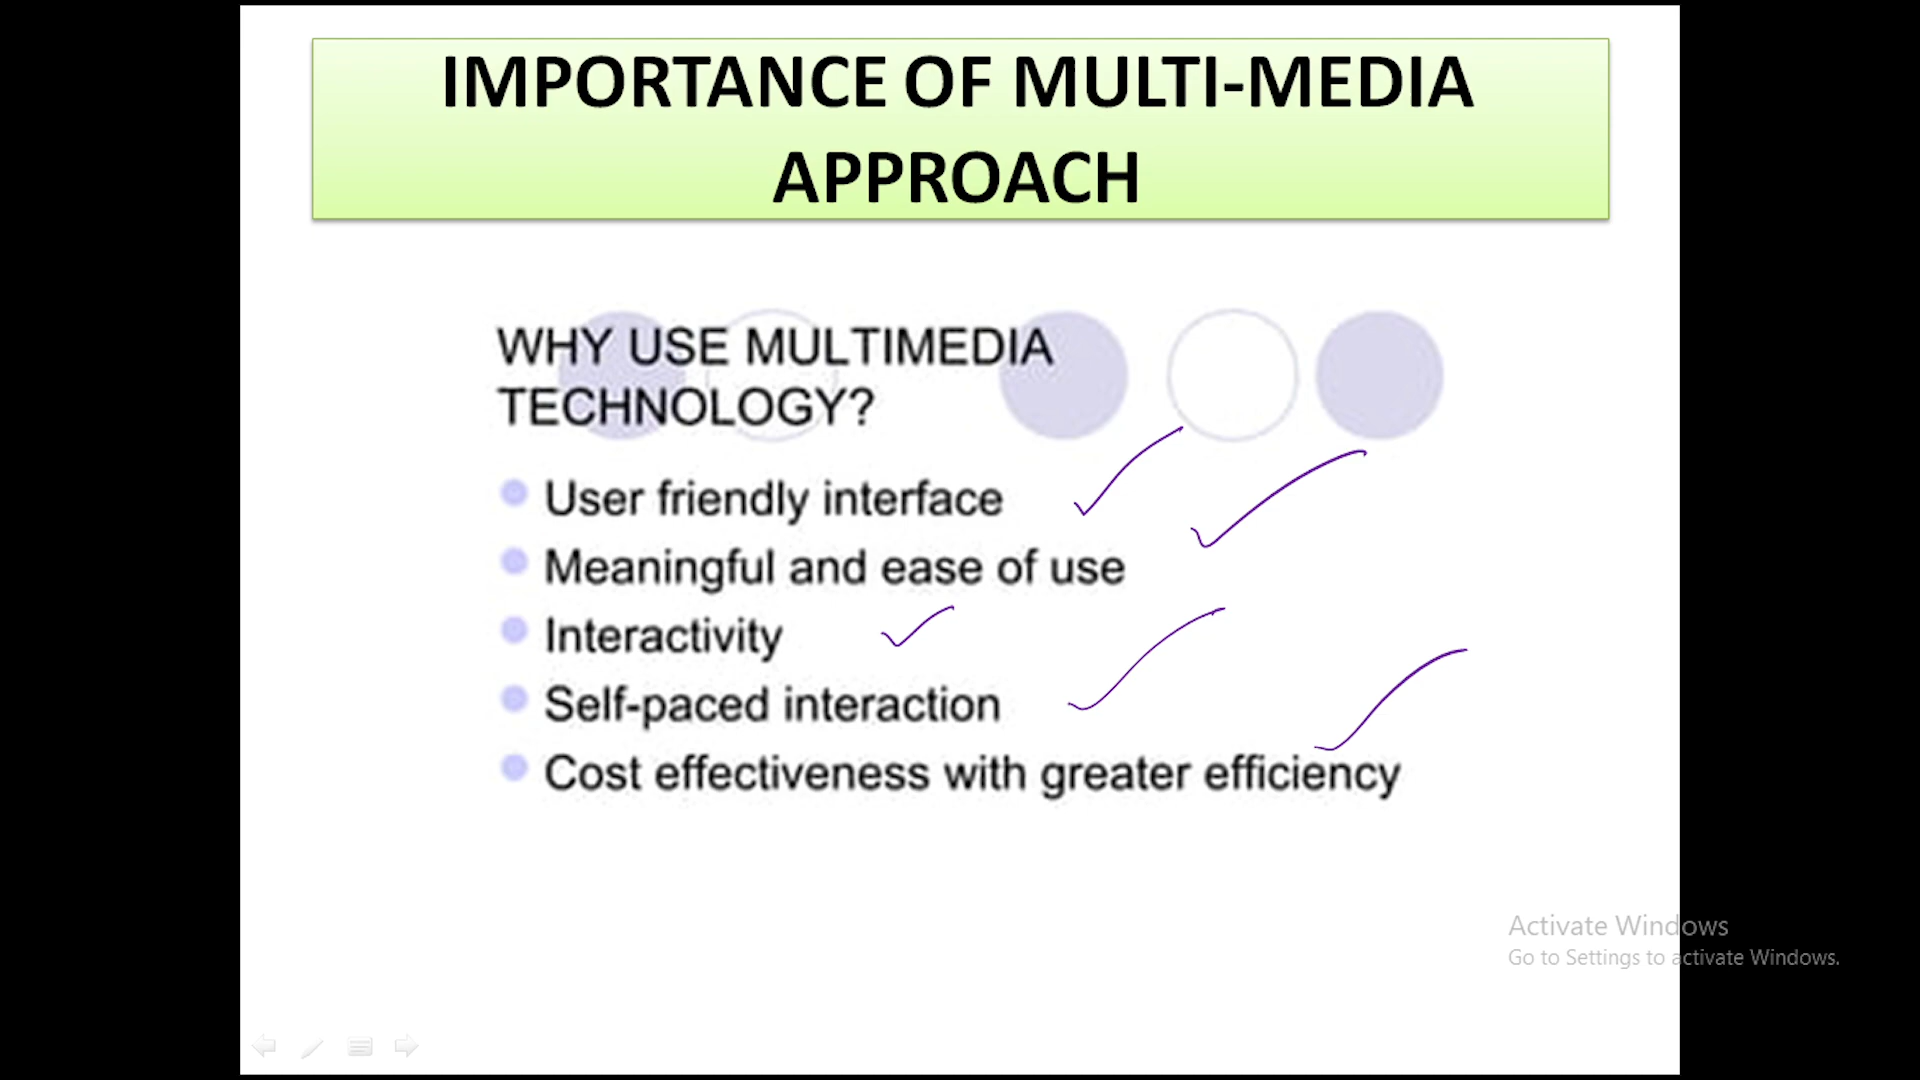 IMPORTANCE OF MULTI-MEDIA
APPROACH
WHY USE MULTIMEDIA
TECHNOLOGY?
User friendly interface
Meaningful and ease of use
Interactivity
Self-paced interaction
Cost effectiveness with greater efficiency
Activate Windows
Go to Settings to activate Windows.